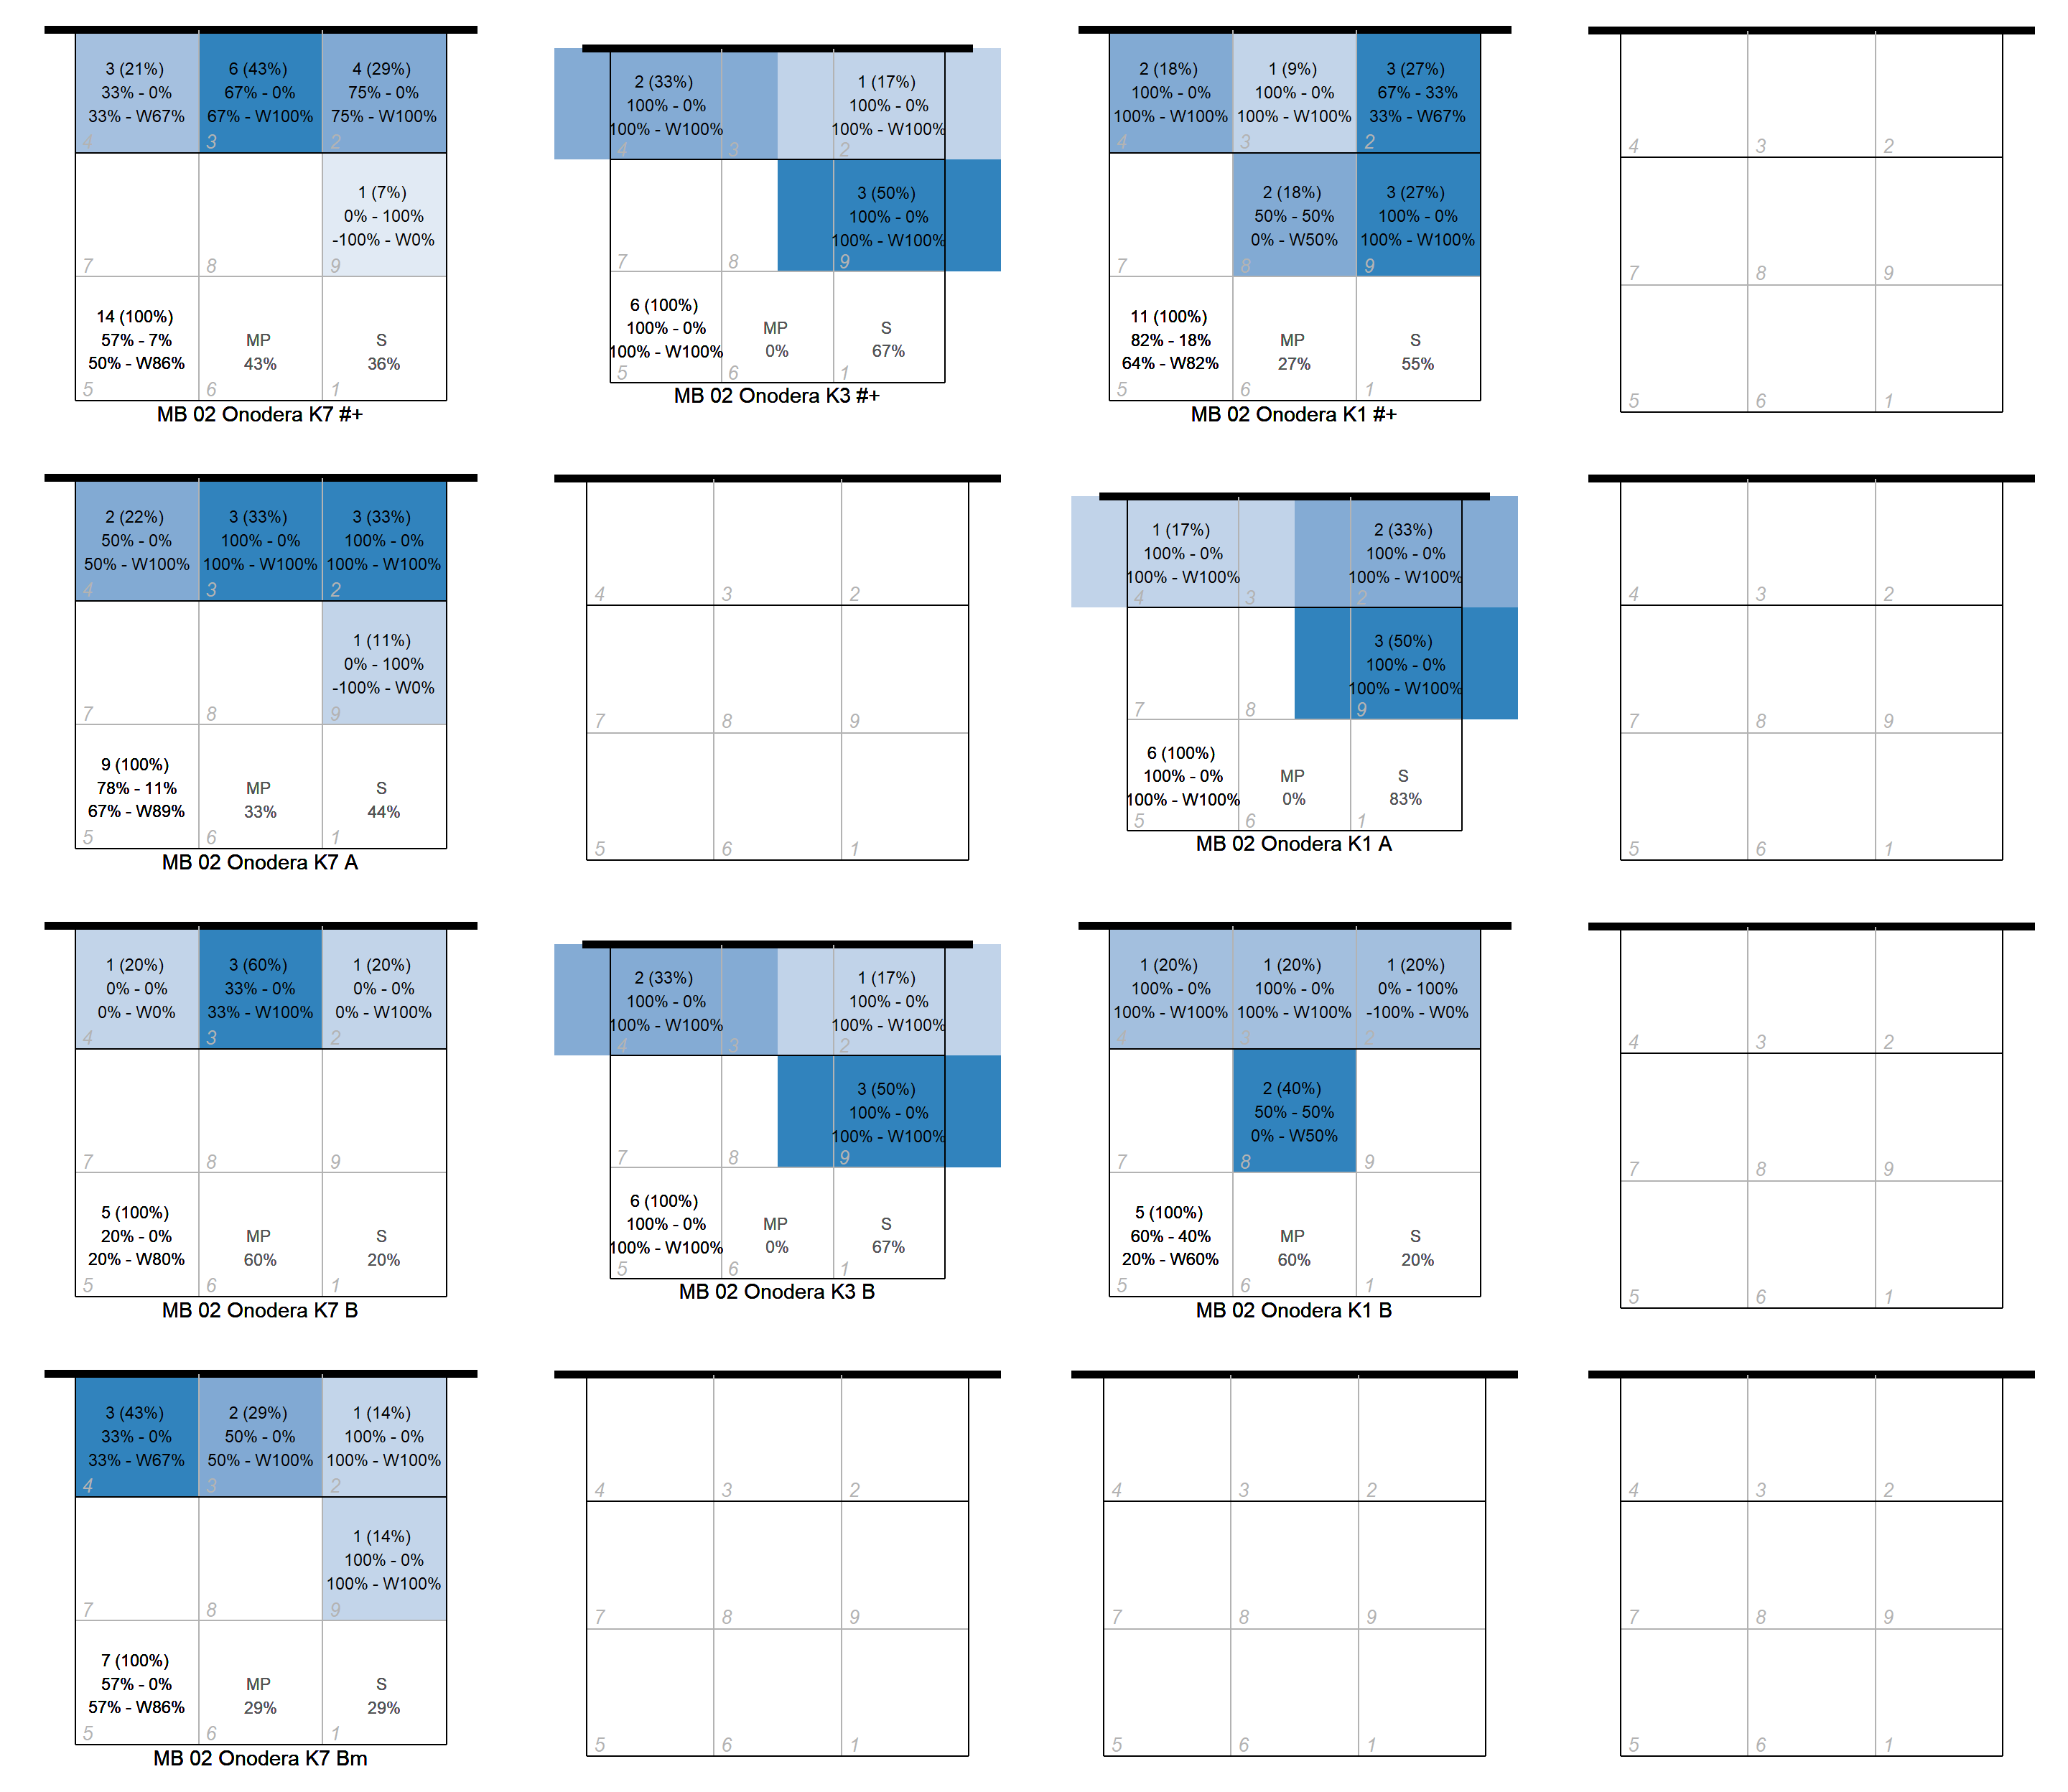 3 (21%)
33% - 0%
33% - W67%
4
6 (43%)
67% - 0%
67% - W100%
3
4 (29%)
75% - 0%
75% - W100%
2
7
8
1 (7%)
0% - 100%
-100% - W0%
9
14 (100%)
57% - 7%
50% - W86%
5
MP
43%
6
S
36%
1
MB 02 Onodera K7 #+
2 (33%)
100% - 0%
100% - W100%
4
3
1 (17%)
100% - 0%
100% - W100%
2
7
8
3 (50%)
100% - 0%
100% - W100%
9
6 (100%)
100% - 0%
100% - W100%
5
MP
0%
6
S
67%
1
MB 02 Onodera K3 #+
2 (18%)
100% - 0%
100% - W100%
4
1 (9%)
100% - 0%
100% - W100%
3
3 (27%)
67% - 33%
33% - W67%
2
7
2 (18%)
50% - 50%
0% - W50%
8
3 (27%)
100% - 0%
100% - W100%
9
11 (100%)
82% - 18%
64% - W82%
5
MP
27%
6
S
55%
1
MB 02 Onodera K1 #+
4
3
2
7
8
9
5
6
1
2 (22%)
50% - 0%
50% - W100%
4
3 (33%)
100% - 0%
100% - W100%
3
3 (33%)
100% - 0%
100% - W100%
2
7
8
1 (11%)
0% - 100%
-100% - W0%
9
9 (100%)
78% - 11%
67% - W89%
5
MP
33%
6
S
44%
1
MB 02 Onodera K7 A
4
3
2
7
8
9
5
6
1
1 (17%)
100% - 0%
100% - W100%
4
3
2 (33%)
100% - 0%
100% - W100%
2
7
8
3 (50%)
100% - 0%
100% - W100%
9
6 (100%)
100% - 0%
100% - W100%
5
MP
0%
6
S
83%
1
MB 02 Onodera K1 A
4
3
2
7
8
9
5
6
1
1 (20%)
0% - 0%
0% - W0%
4
3 (60%)
33% - 0%
33% - W100%
3
1 (20%)
0% - 0%
0% - W100%
2
7
8
9
5 (100%)
20% - 0%
20% - W80%
5
MP
60%
6
S
20%
1
MB 02 Onodera K7 B
2 (33%)
100% - 0%
100% - W100%
4
3
1 (17%)
100% - 0%
100% - W100%
2
7
8
3 (50%)
100% - 0%
100% - W100%
9
6 (100%)
100% - 0%
100% - W100%
5
MP
0%
6
S
67%
1
MB 02 Onodera K3 B
1 (20%)
100% - 0%
100% - W100%
4
1 (20%)
100% - 0%
100% - W100%
3
1 (20%)
0% - 100%
-100% - W0%
2
7
2 (40%)
50% - 50%
0% - W50%
8
9
5 (100%)
60% - 40%
20% - W60%
5
MP
60%
6
S
20%
1
MB 02 Onodera K1 B
4
3
2
7
8
9
5
6
1
3 (43%)
33% - 0%
33% - W67%
4
2 (29%)
50% - 0%
50% - W100%
3
1 (14%)
100% - 0%
100% - W100%
2
7
8
1 (14%)
100% - 0%
100% - W100%
9
7 (100%)
57% - 0%
57% - W86%
5
MP
29%
6
S
29%
1
MB 02 Onodera K7 Bm
4
3
2
7
8
9
5
6
1
4
3
2
7
8
9
5
6
1
4
3
2
7
8
9
5
6
1